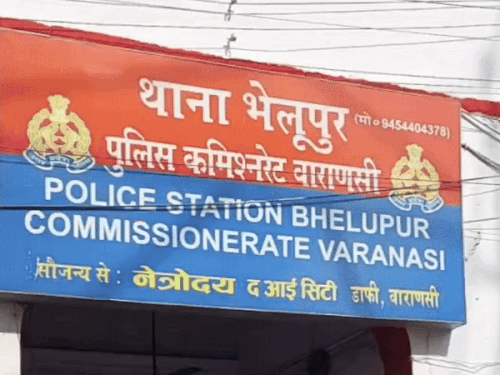 थाना भेलूपुर (मो० 9454404378)
पुलिस कमिश्नरेट वाराणसी
POLICE STATION BHELUPUR
COMMISSIONERATE VARANASI
सौजन्य से : नेत्रोदय द आई सिटी डाफी, वाराणसी